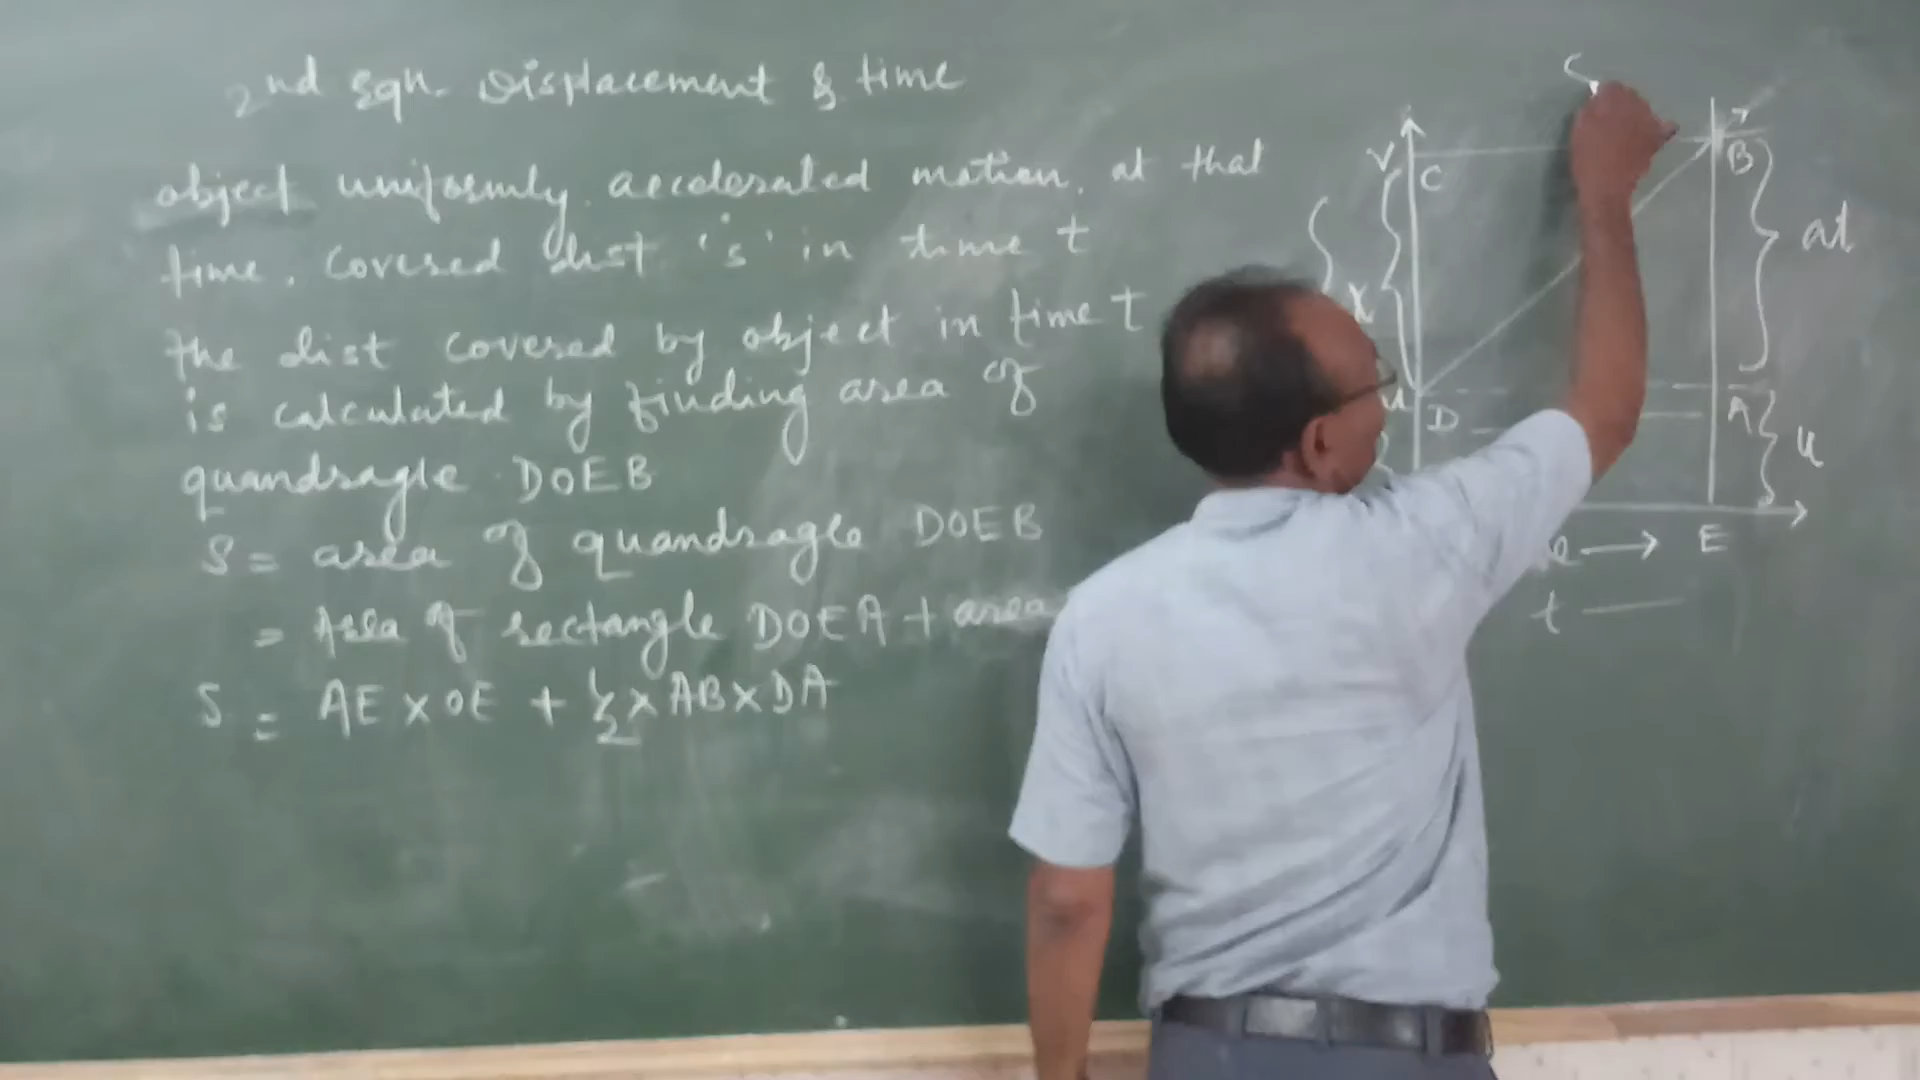 2nd Eqn. Displacement & time
object uniformly accelerated motion. at that
time, covered dist 's' in time t
the dist covered by object in time t
is calculated by finding area of
quandragle DOEB
S = area of quandragle DOEB
= Area of rectangle DOEA + area
S = AE × OE + 1/2 × AB × DA
S
V
C
B
at
X
u
D
A
u
E
t